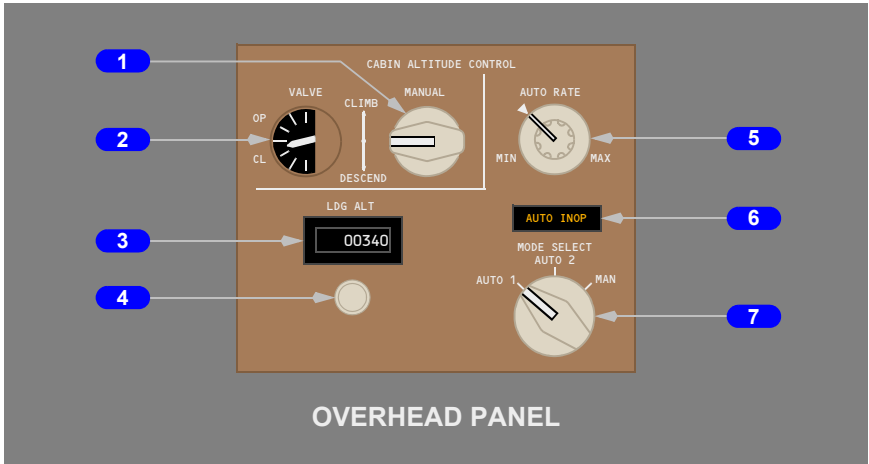 CABIN ALTITUDE CONTROL
1
VALVE
MANUAL
AUTO RATE
CLIMB
OP
2
5
CL
MIN
MAX
DESCEND
LDG ALT
AUTO INOP
6
3
00340
MODE SELECT
AUTO 2
AUTO 1
MAN
4
7
OVERHEAD PANEL